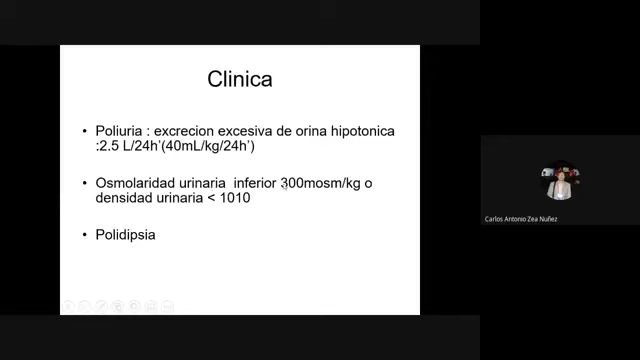 Clinica
• Poliuria : excrecion excesiva de orina hipotonica
:2.5 L/24h'(40mL/kg/24h')
• Osmolaridad urinaria inferior 300mosm/kg o
densidad urinaria < 1010
• Polidipsia
Carlos Antonio Zea Nuñez